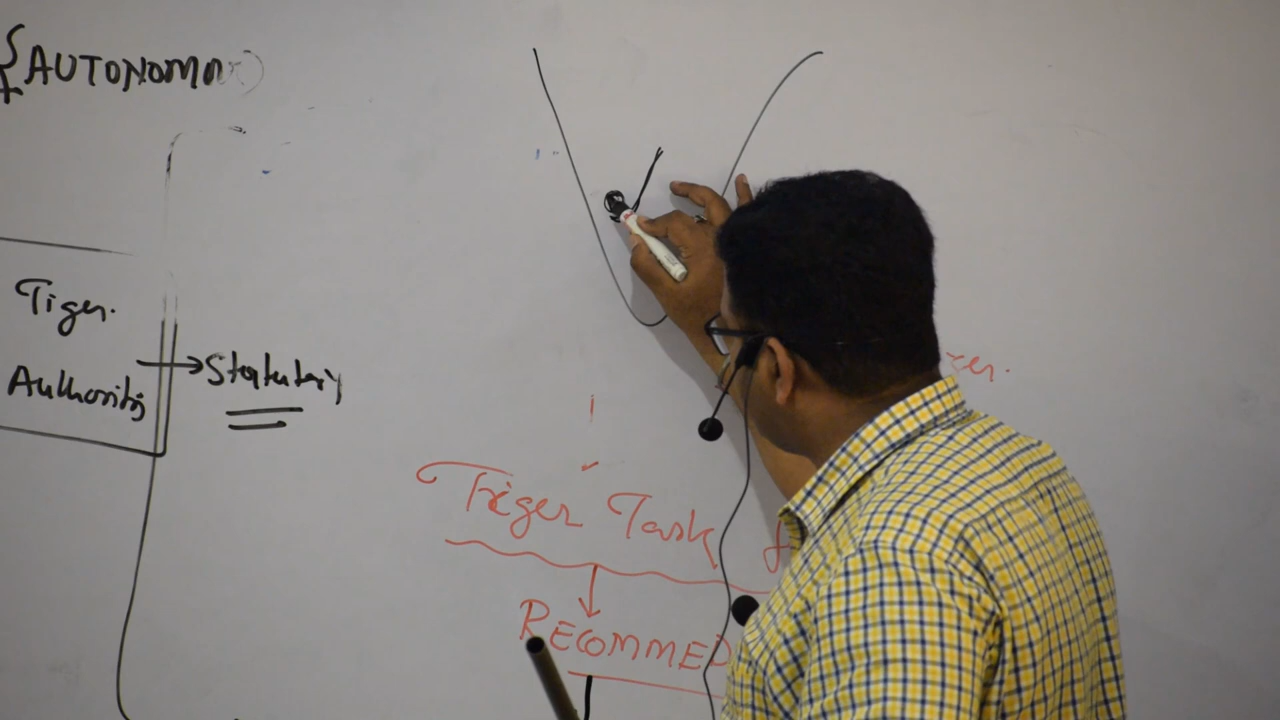 {AUTONOMO
Tiger.
Authority
Statutory
Tiger Task f
RECOMMED